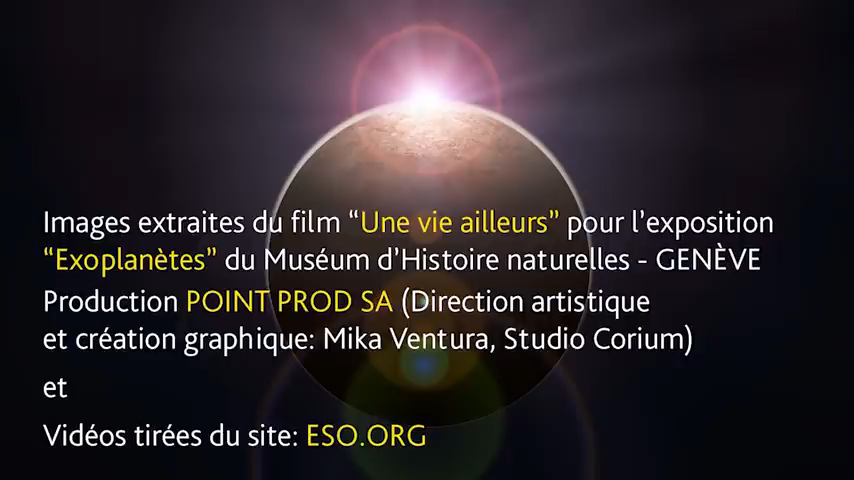 Images extraites du film “Une vie ailleurs” pour l’exposition
“Exoplanètes” du Muséum d’Histoire naturelles - GENÈVE
Production POINT PROD SA (Direction artistique
et création graphique: Mika Ventura, Studio Corium)
et
Vidéos tirées du site: ESO.ORG